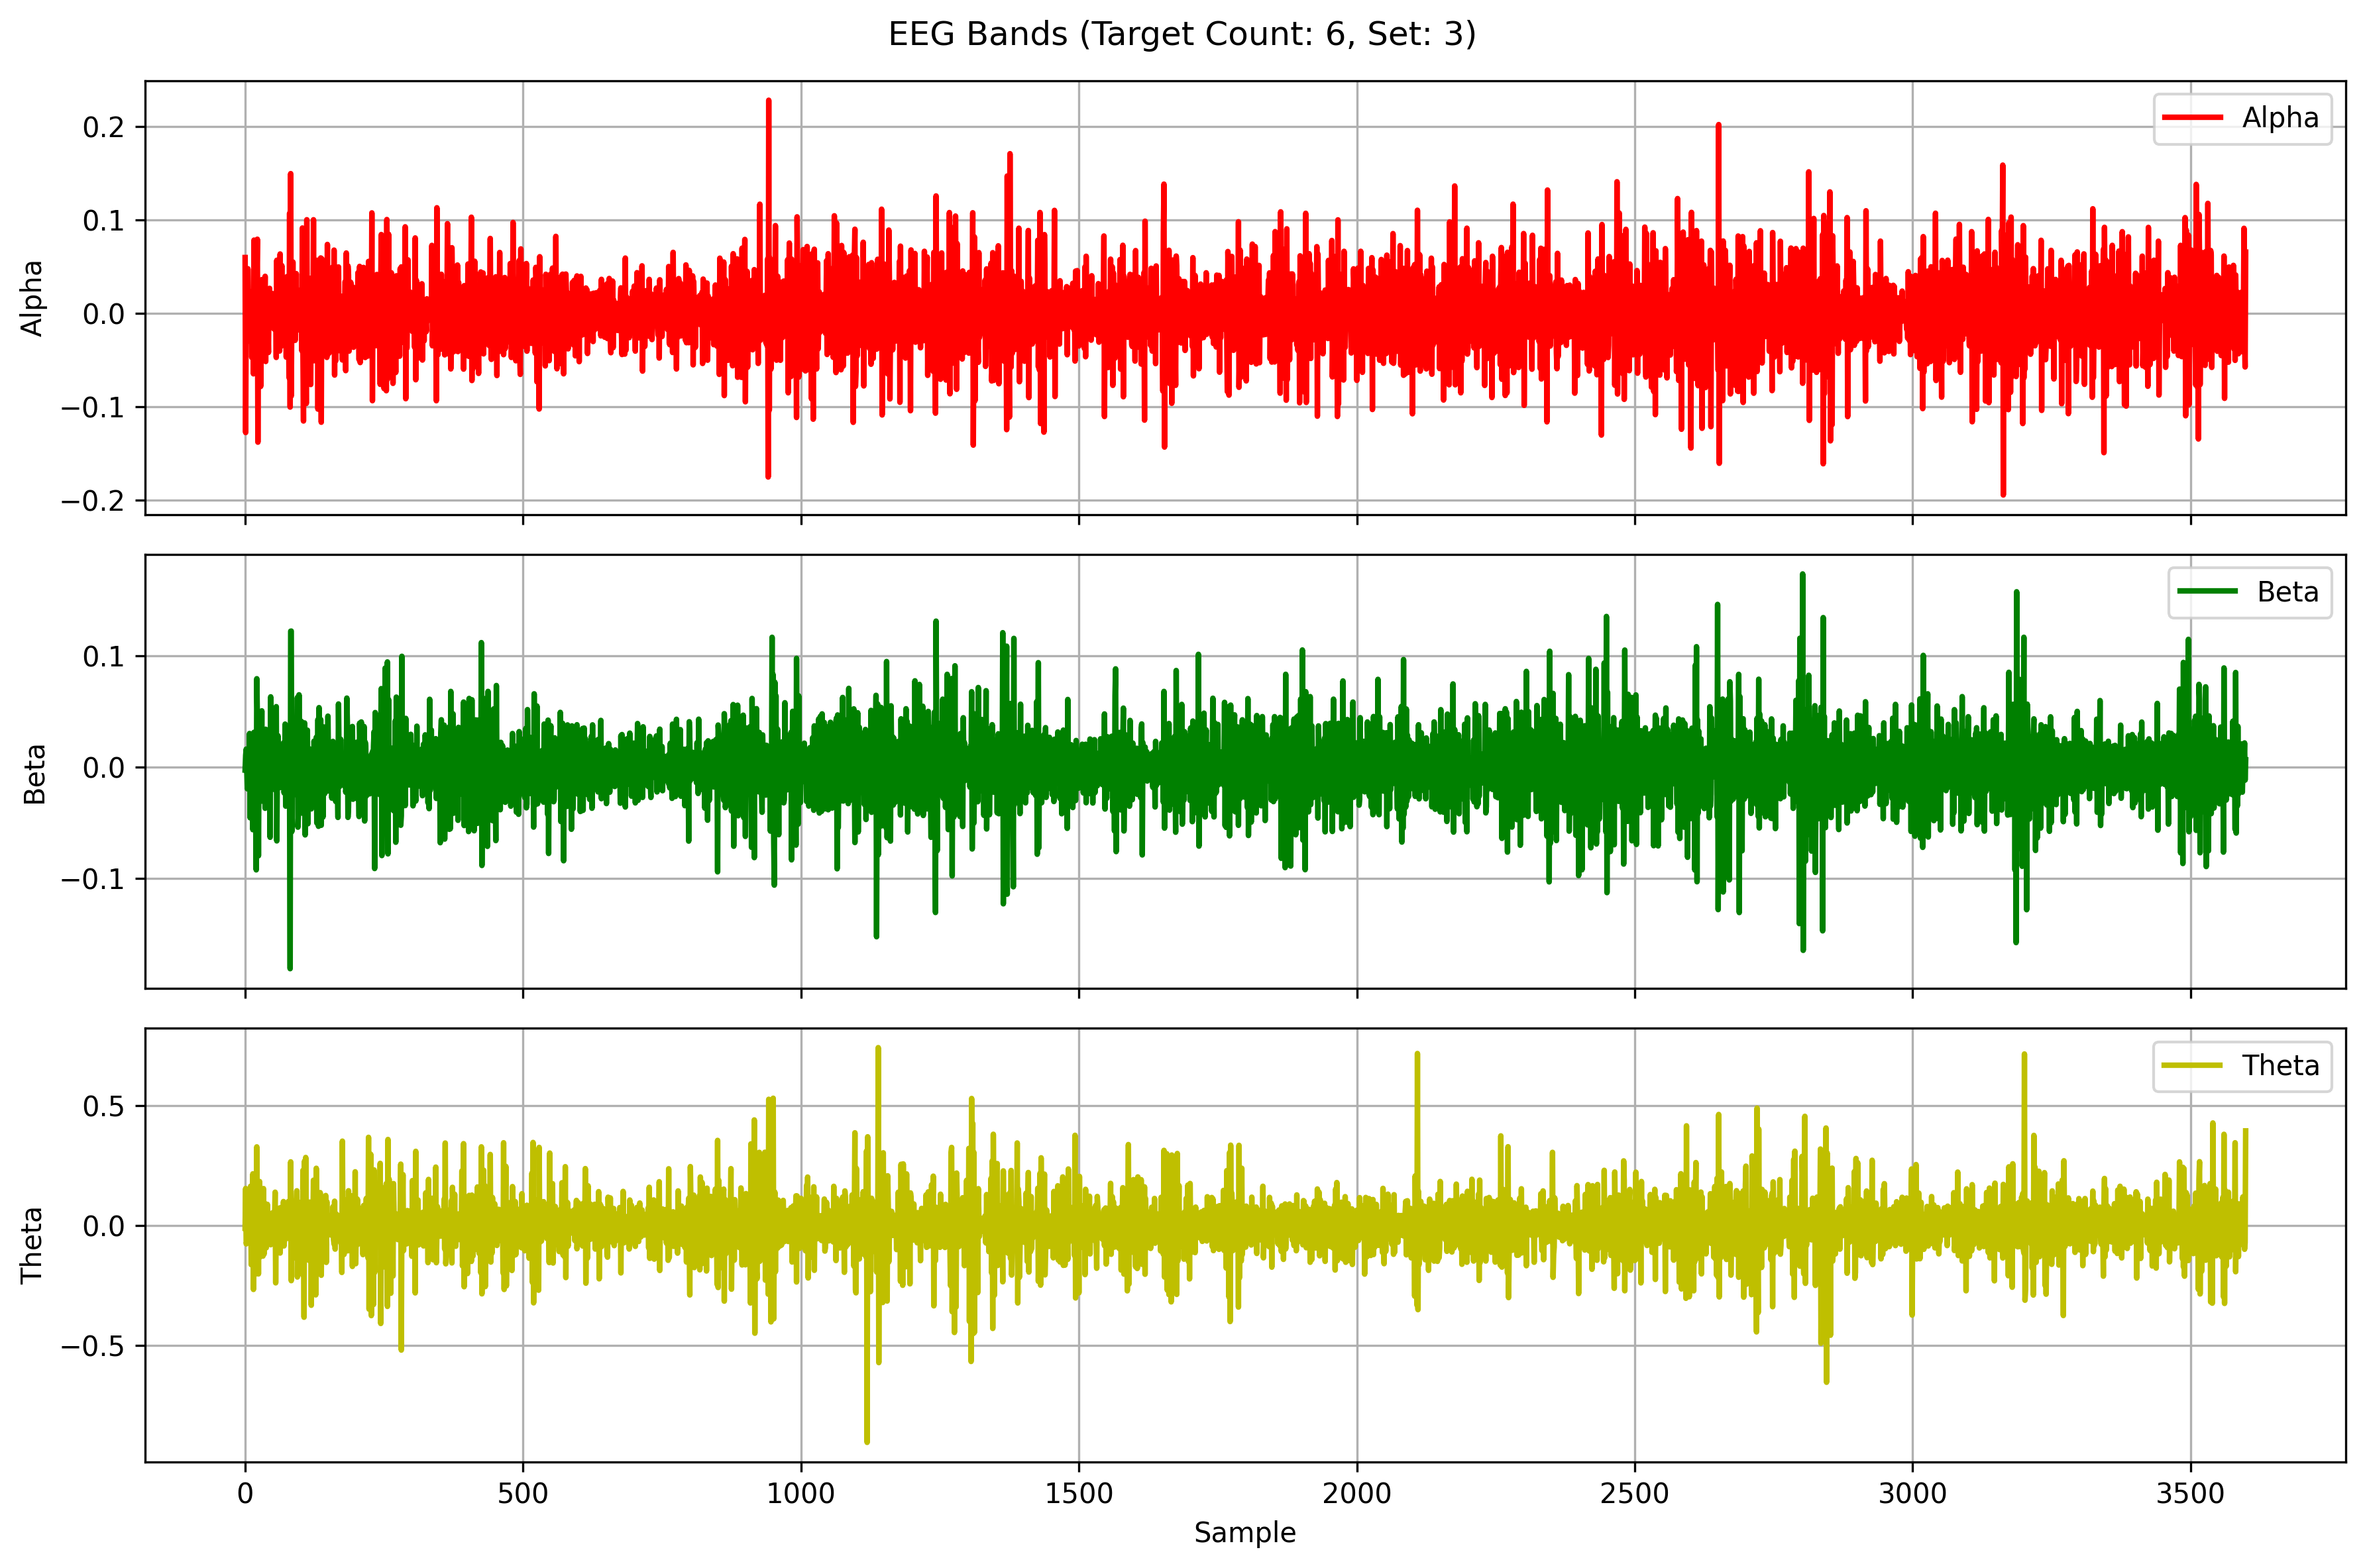 EEG Bands (Target Count: 6, Set: 3)
Alpha
0.2
0.1
0.0
−0.1
−0.2
Alpha
Beta
0.1
0.0
−0.1
Beta
Theta
0.5
0.0
−0.5
Theta
0 500 1000 1500 2000 2500 3000 3500
Sample